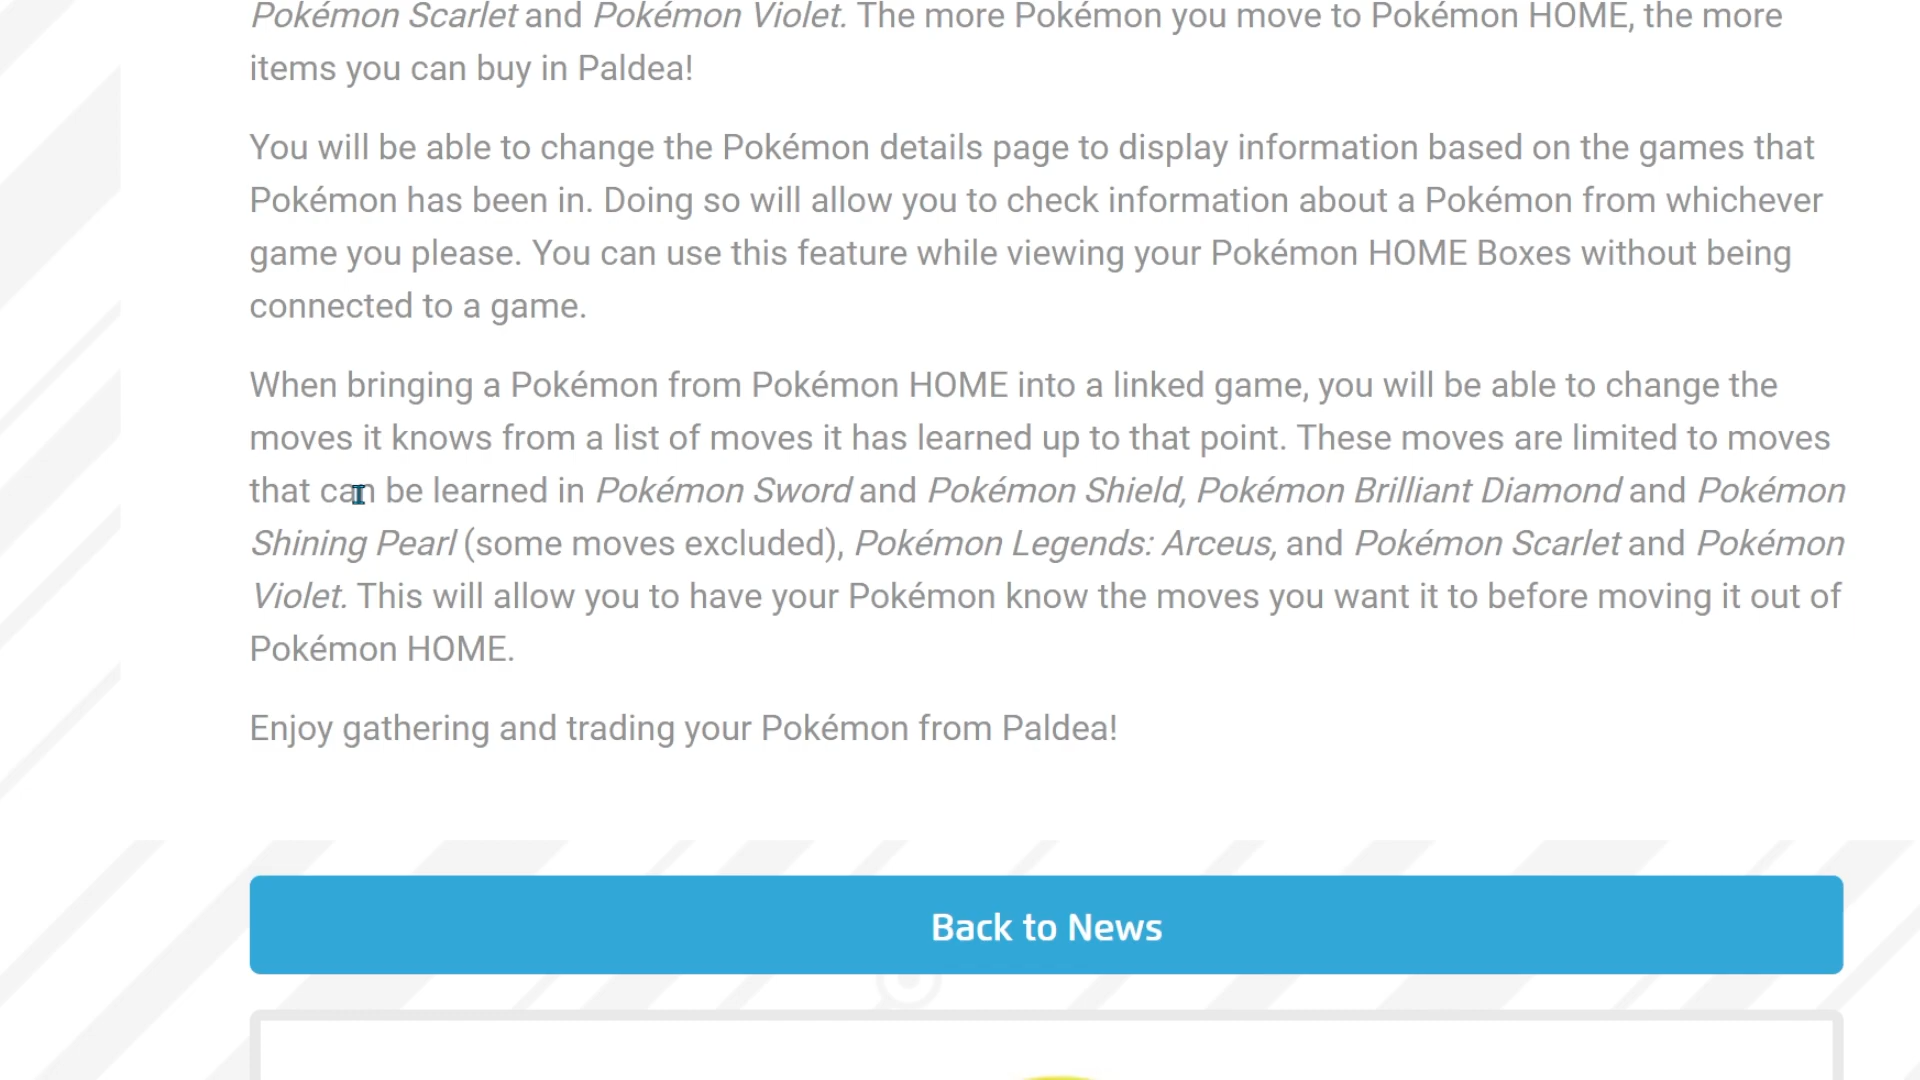 Pokémon Scarlet and Pokémon Violet. The more Pokémon you move to Pokémon HOME, the more
items you can buy in Paldea!
You will be able to change the Pokémon details page to display information based on the games that
Pokémon has been in. Doing so will allow you to check information about a Pokémon from whichever
game you please. You can use this feature while viewing your Pokémon HOME Boxes without being
connected to a game.
When bringing a Pokémon from Pokémon HOME into a linked game, you will be able to change the
moves it knows from a list of moves it has learned up to that point. These moves are limited to moves
that can be learned in Pokémon Sword and Pokémon Shield, Pokémon Brilliant Diamond and Pokémon
Shining Pearl (some moves excluded), Pokémon Legends: Arceus, and Pokémon Scarlet and Pokémon
Violet. This will allow you to have your Pokémon know the moves you want it to before moving it out of
Pokémon HOME.
Enjoy gathering and trading your Pokémon from Paldea!
Back to News